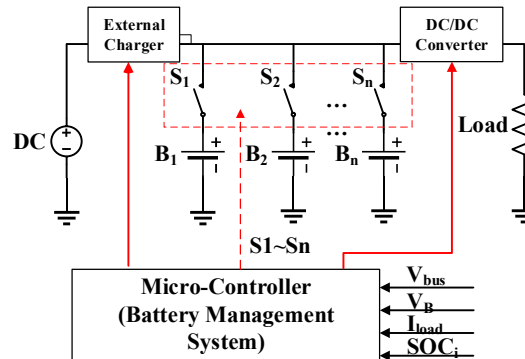 External
Charger
DC/DC
Converter
S1
S2
Sn
...
...
DC
+
−
B1
+
−
B2
+
−
Bn
+
−
Load
S1~Sn
Micro-Controller
(Battery Management
System)
Vbus
VB
Iload
SOCi